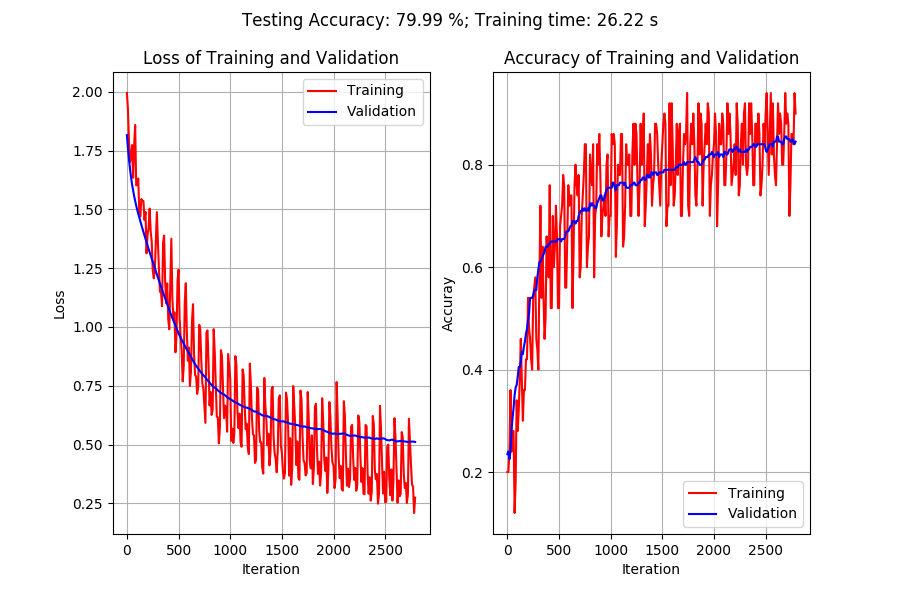 Testing Accuracy: 79.99 %; Training time: 26.22 s
Loss of Training and Validation
2.00
1.75
1.50
1.25
1.00
0.75
0.50
0.25
Loss
Training
Validation
0
500
1000
1500
2000
2500
Iteration
Accuracy of Training and Validation
0.8
0.6
0.4
0.2
Accuray
Training
Validation
0
500
1000
1500
2000
2500
Iteration